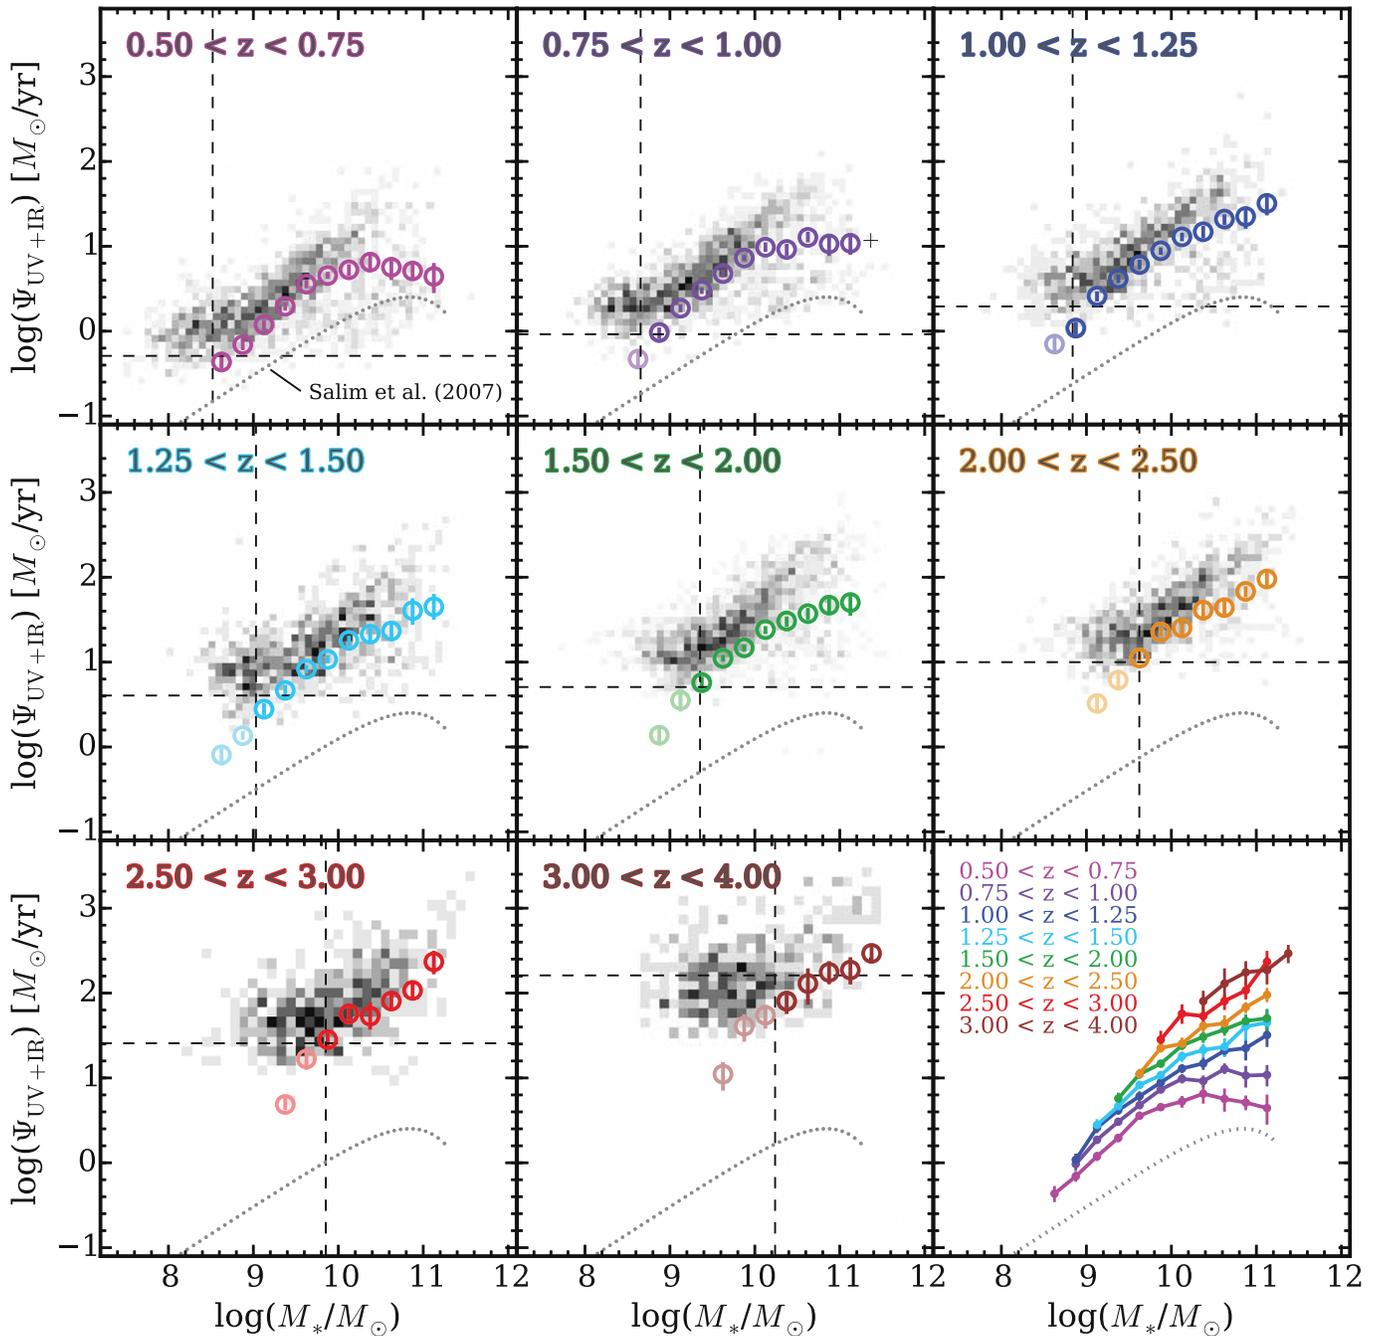 0.50 < z < 0.75
0.75 < z < 1.00
1.00 < z < 1.25
log(Ψ_UV+IR) [M_⊙/yr]
3
2
1
0
−1
Salim et al. (2007)
1.25 < z < 1.50
1.50 < z < 2.00
2.00 < z < 2.50
log(Ψ_UV+IR) [M_⊙/yr]
3
2
1
0
−1
2.50 < z < 3.00
3.00 < z < 4.00
0.50 < z < 0.75
0.75 < z < 1.00
1.00 < z < 1.25
1.25 < z < 1.50
1.50 < z < 2.00
2.00 < z < 2.50
2.50 < z < 3.00
3.00 < z < 4.00
log(Ψ_UV+IR) [M_⊙/yr]
3
2
1
0
−1
8 9 10 11 12 8 9 10 11 12 8 9 10 11 12
log(M_*/M_⊙)
log(M_*/M_⊙)
log(M_*/M_⊙)